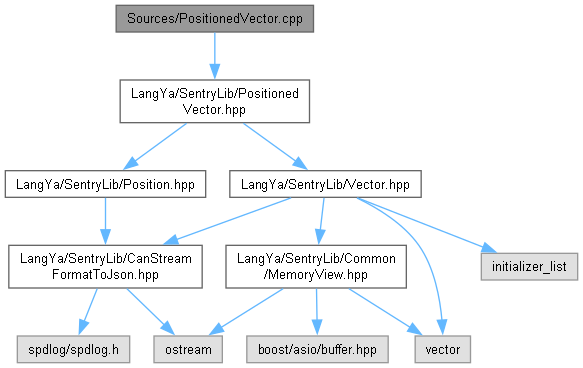 Sources/PositionedVector.cpp
LangYa/SentryLib/Positioned
Vector.hpp
LangYa/SentryLib/Position.hpp
LangYa/SentryLib/Vector.hpp
LangYa/SentryLib/CanStream
FormatToJson.hpp
LangYa/SentryLib/Common
/MemoryView.hpp
initializer_list
spdlog/spdlog.h
ostream
boost/asio/buffer.hpp
vector